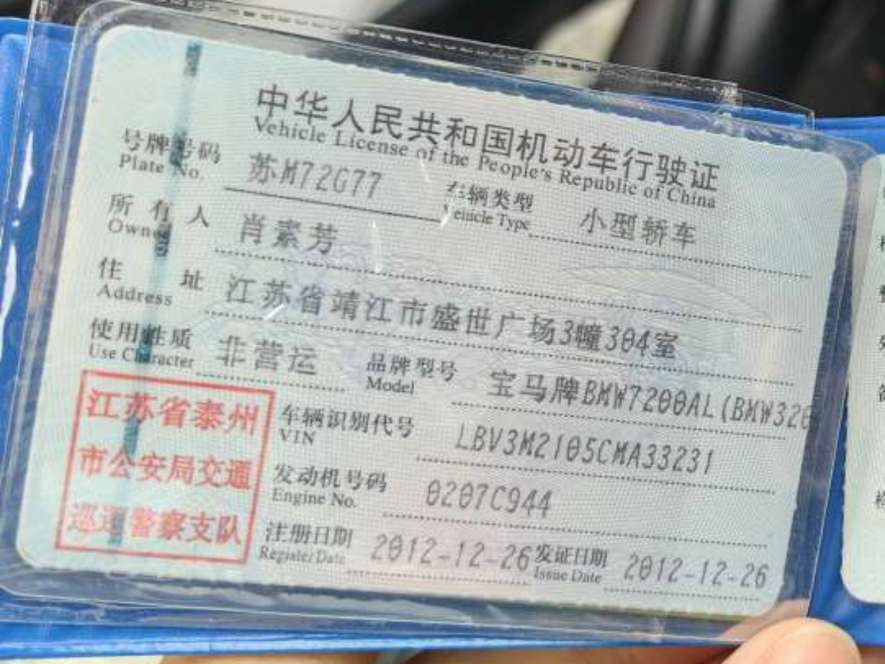 中华人民共和国机动车行驶证
Vehicle License of the People's Republic of China
号牌号码 苏M72G77 车辆类型 小型轿车
Plate No. Vehicle Type
所有人 肖素芳
Owner
住址 江苏省靖江市盛世广场3幢304室
Address
使用性质 非营运 品牌型号 宝马牌BMW7200AL(BMW320
Use Character Model
江苏省泰州
市公安局交通
巡逻警察支队
车辆识别代号 LBV3M2105CMA33231
VIN
发动机号码 0207C944
Engine No.
注册日期 2012-12-26 发证日期 2012-12-26
Register Date Issue Date